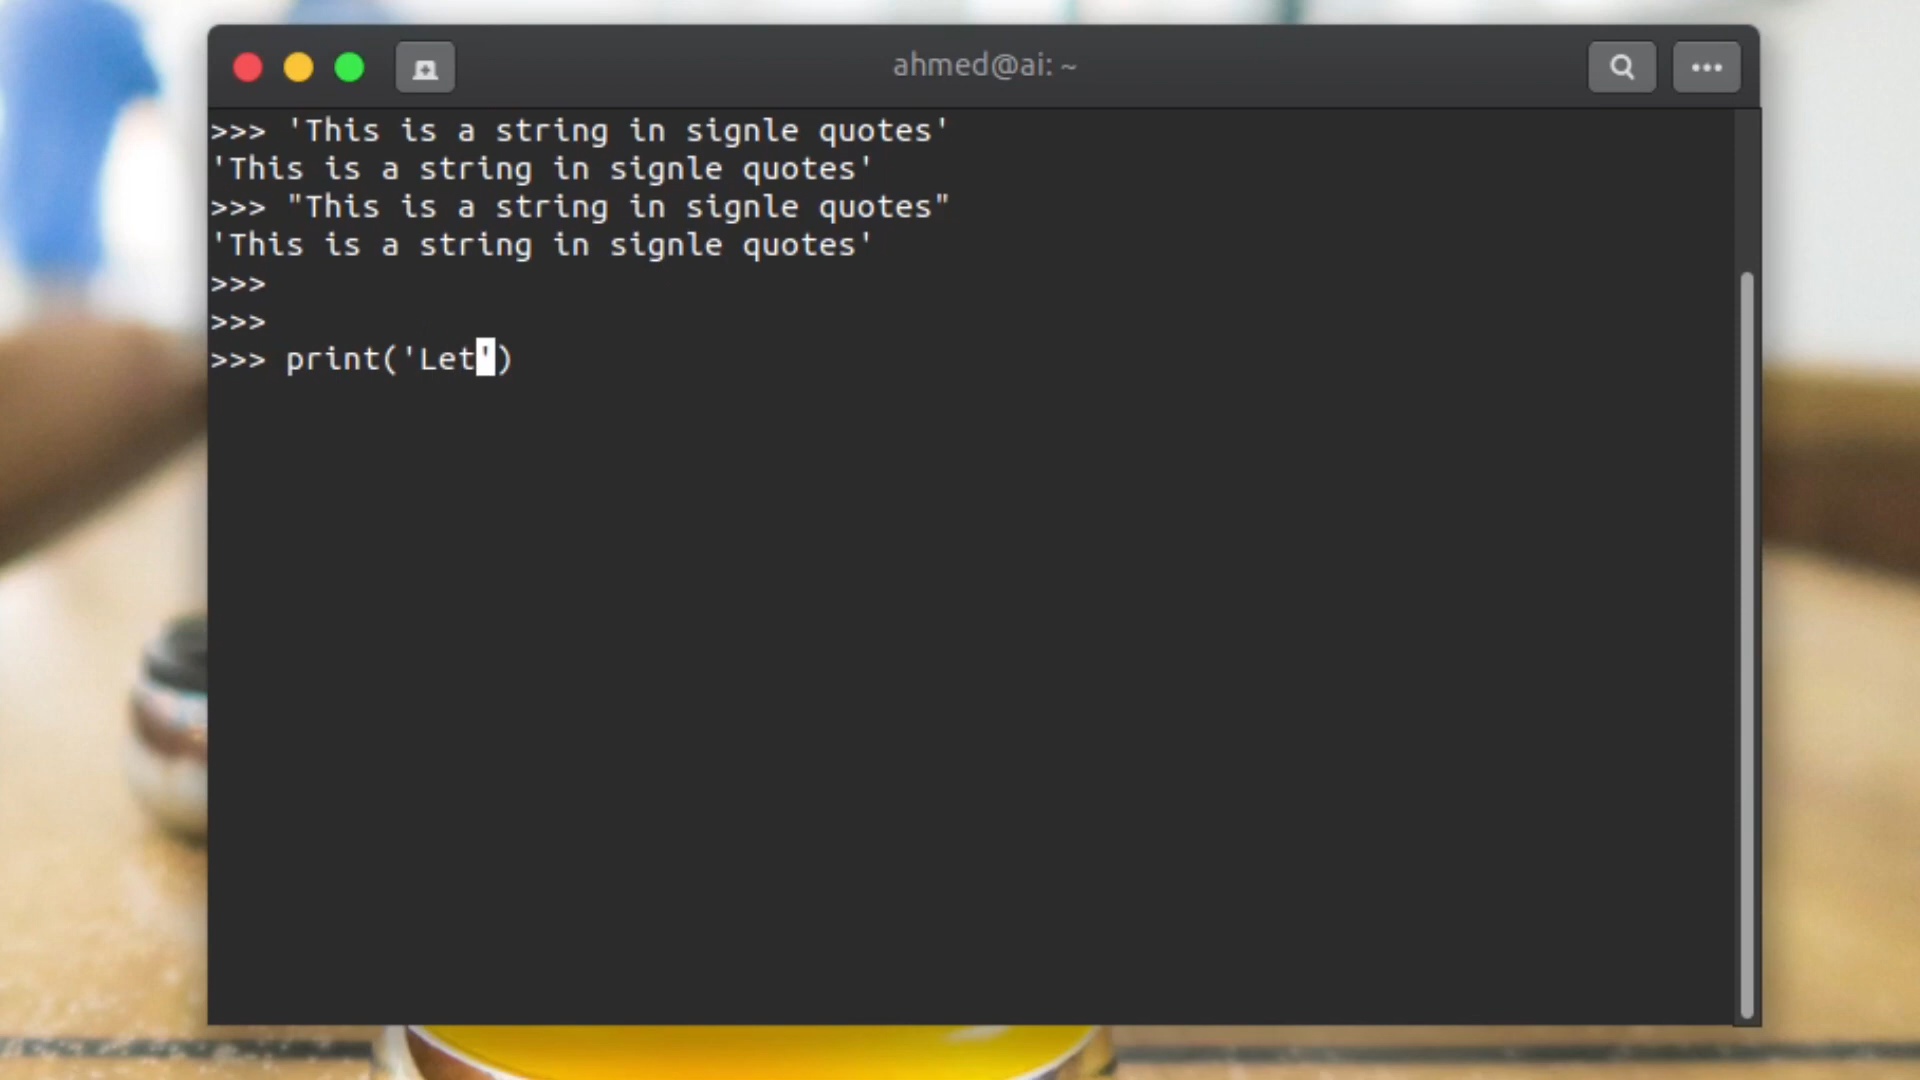 ahmed@ai: ~
>>> 'This is a string in signle quotes'
'This is a string in signle quotes'
>>> "This is a string in signle quotes"
'This is a string in signle quotes'
>>>
>>>
>>> print('Let')